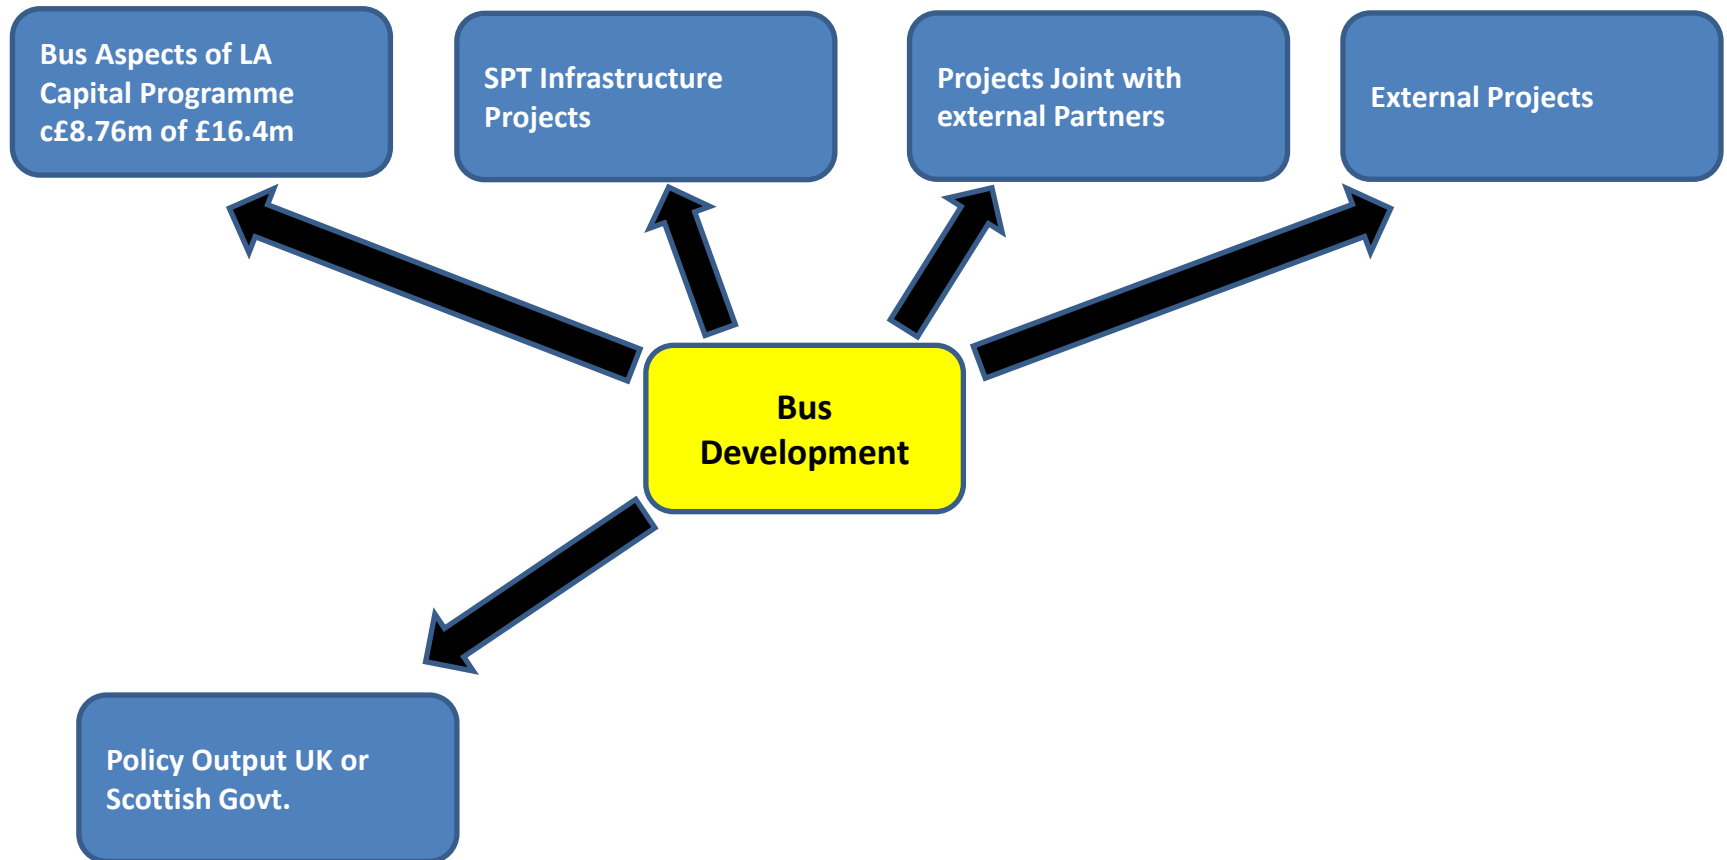 Bus Aspects of LA
Capital Programme
c£8.76m of £16.4m
SPT Infrastructure
Projects
Projects Joint with
external Partners
External Projects
Bus
Development
Policy Output UK or
Scottish Govt.